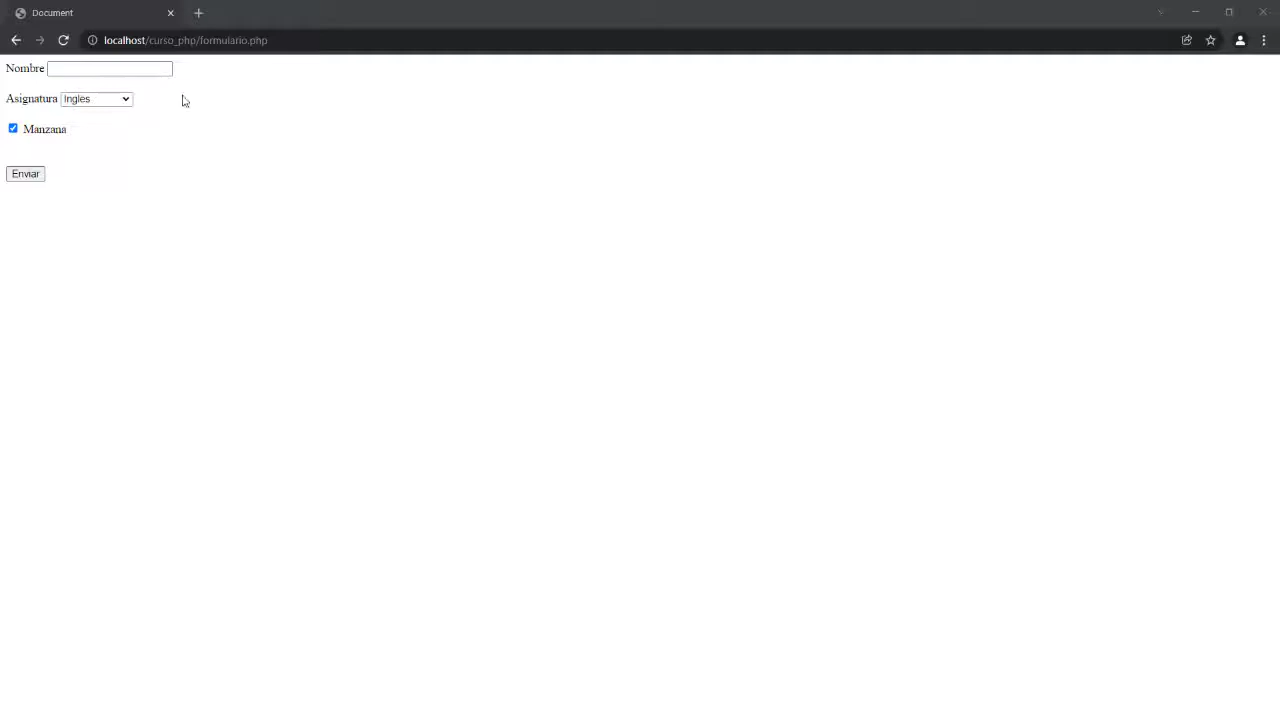 Document
localhost/curso_php/formulario.php
Nombre
Asignatura Ingles
Manzana
Enviar